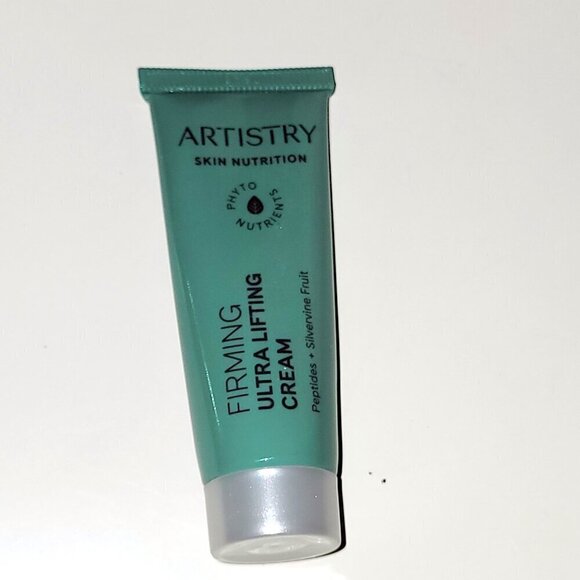 ARTISTRY
SKIN NUTRITION
PHYTO
NUTRIENTS
FIRMING
ULTRA LIFTING
CREAM
Peptides + Silvervine Fruit